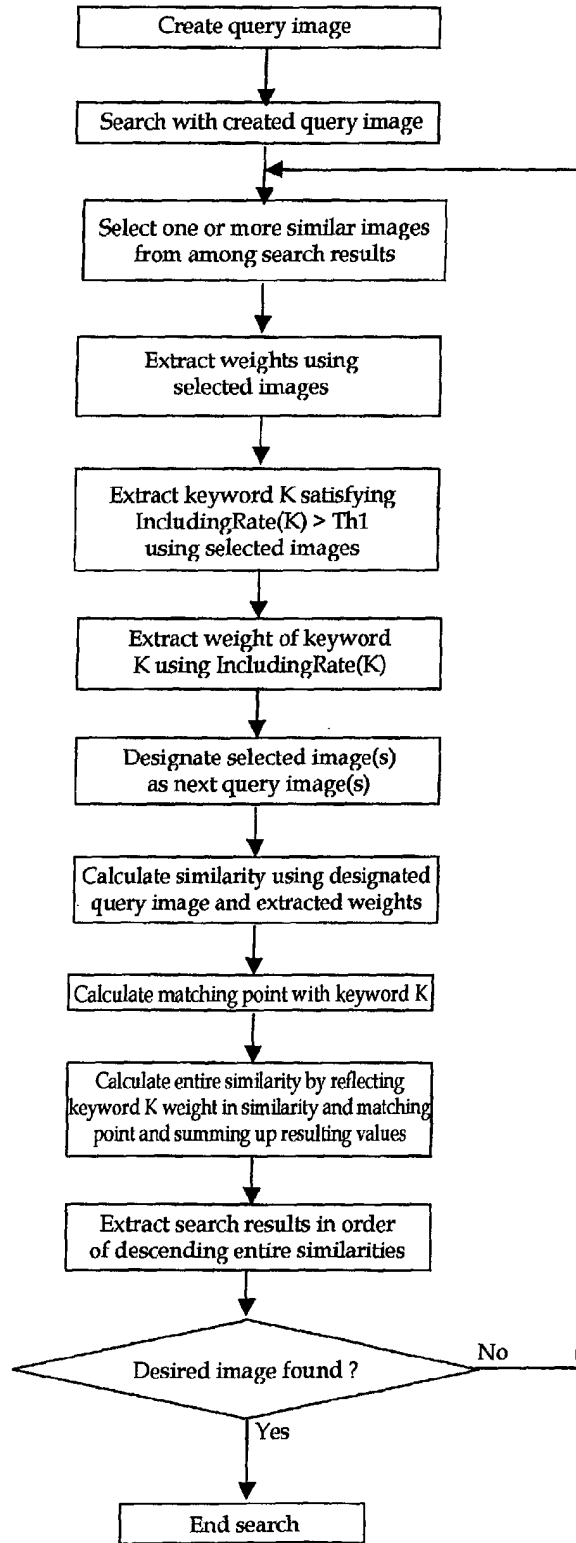 Create query image
Search with created query image
Select one or more similar images
from among search results
Extract weights using
selected images
Extract keyword K satisfying
IncludingRate(K) > Th1
using selected images
Extract weight of keyword
K using IncludingRate(K)
Designate selected image(s)
as next query image(s)
Calculate similarity using designated
query image and extracted weights
Calculate matching point with keyword K
Calculate entire similarity by reflecting
keyword K weight in similarity and matching
point and summing up resulting values
Extract search results in order
of descending entire similarities
Desired image found ?
No
Yes
End search